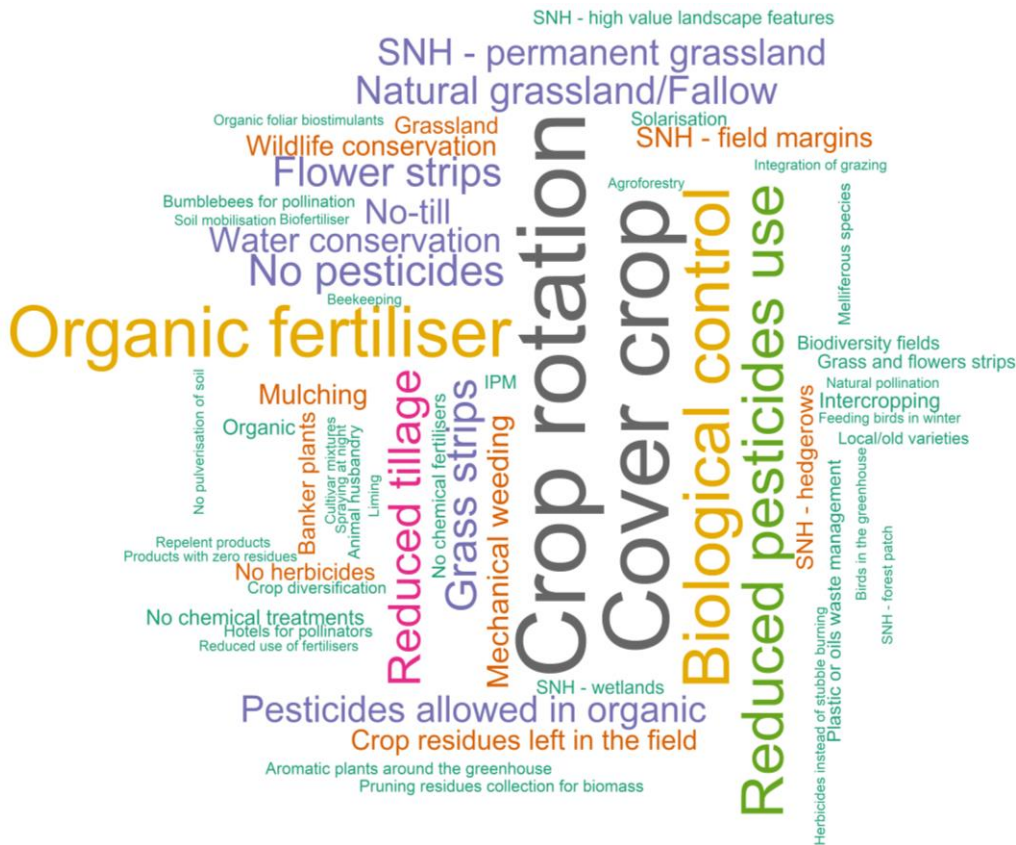 SNH - high value landscape features
SNH - permanent grassland
Natural grassland/Fallow
Organic foliar biostimulants
Grassland
Solarisation
Wildlife conservation
SNH - field margins
Flower strips
Integration of grazing
Agroforestry
Bumblebees for pollination
No-till
Soil mobilisation
Biofertiliser
Water conservation
No pesticides
Beekeeping
Organic fertiliser
Crop rotation
Cover crop
Biological control
Reduced pesticides use
Melliferous species
Biodiversity fields
Grass and flowers strips
Natural pollination
Intercropping
Feeding birds in winter
Local/old varieties
No pulverisation of soil
Mulching
Organic
Banker plants
Cultivar mixtures
Spraying at night
Animal husbandry
Liming
Reduced tillage
No chemical fertilisers
Grass strips
IPM
Mechanical weeding
SNH - hedgerows
Herbicides instead of stubble burning
Plastic or oils waste management
Birds in the greenhouse
SNH - forest patch
Repelent products
Products with zero residues
No herbicides
Crop diversification
No chemical treatments
Hotels for pollinators
Reduced use of fertilisers
SNH - wetlands
Pesticides allowed in organic
Crop residues left in the field
Aromatic plants around the greenhouse
Pruning residues collection for biomass